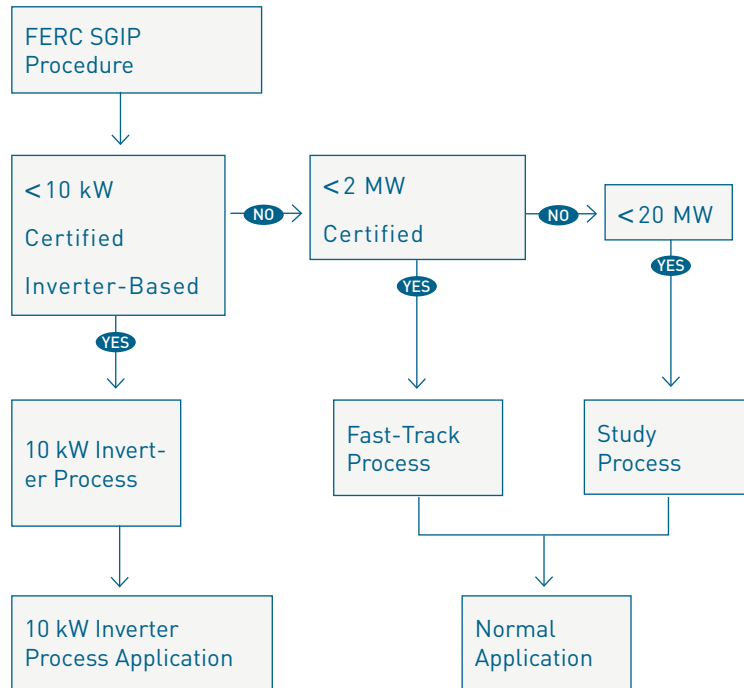 FERC SGIP
Procedure
<10 kW
Certified
Inverter-Based
NO
<2 MW
Certified
NO
<20 MW
YES
YES
YES
10 kW Invert-
er Process
Fast-Track
Process
Study
Process
10 kW Inverter
Process Application
Normal
Application